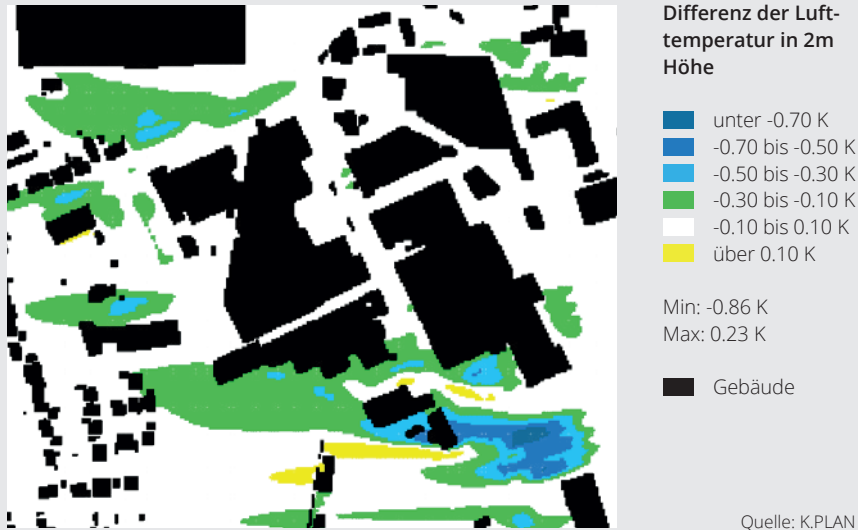 Differenz der Luft-
temperatur in 2m
Höhe
unter -0.70 K
-0.70 bis -0.50 K
-0.50 bis -0.30 K
-0.30 bis -0.10 K
-0.10 bis 0.10 K
über 0.10 K
Min: -0.86 K
Max: 0.23 K
Gebäude
Quelle: K.PLAN